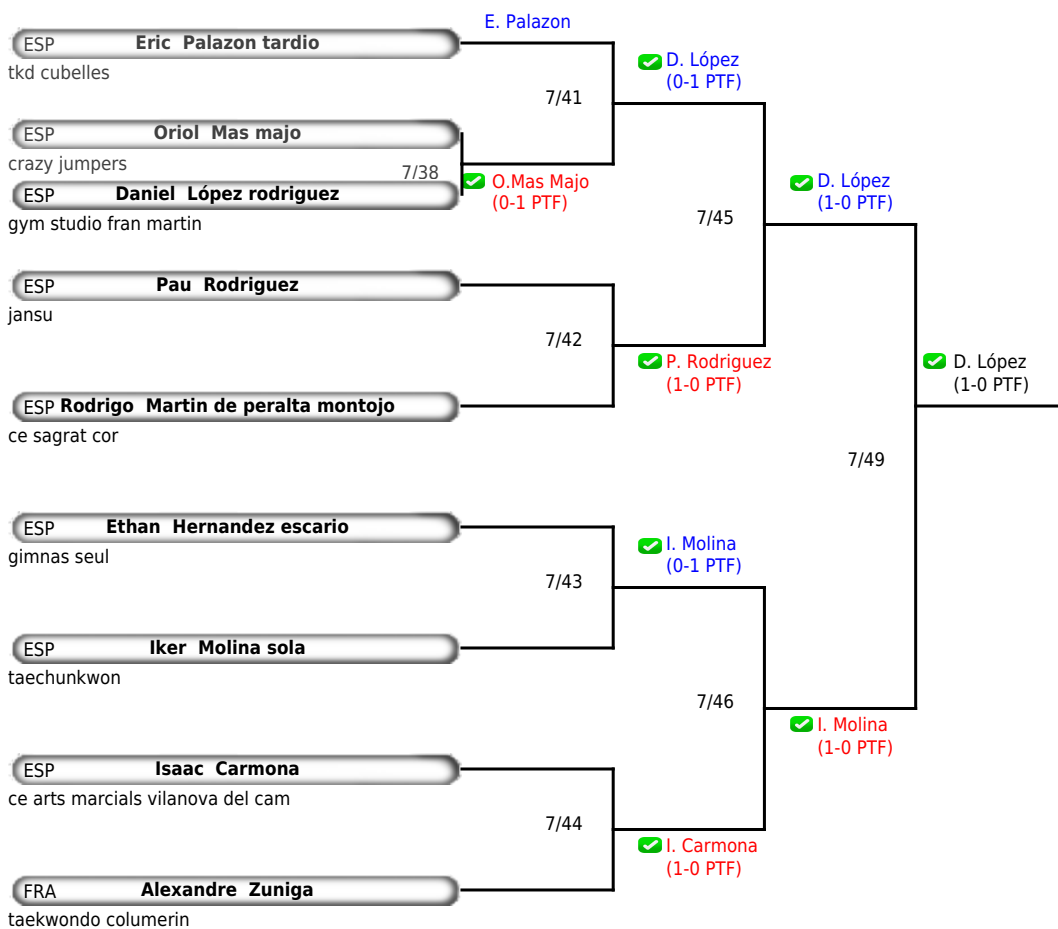 E. Palazon
ESP Eric Palazon tardio
tkd cubelles
D. López
(0-1 PTF)
7/41
ESP Oriol Mas majo
crazy jumpers
7/38
O.Mas Majo
(0-1 PTF)
ESP Daniel López rodriguez
gym studio fran martin
D. López
(1-0 PTF)
7/45
ESP Pau Rodriguez
jansu
7/42
P. Rodriguez
(1-0 PTF)
D. López
(1-0 PTF)
ESP Rodrigo Martin de peralta montojo
ce sagrat cor
7/49
ESP Ethan Hernandez escario
gimnas seul
I. Molina
(0-1 PTF)
7/43
ESP Iker Molina sola
taechunkwon
7/46
I. Molina
(1-0 PTF)
ESP Isaac Carmona
ce arts marcials vilanova del cam
7/44
I. Carmona
(1-0 PTF)
FRA Alexandre Zuniga
taekwondo columerin